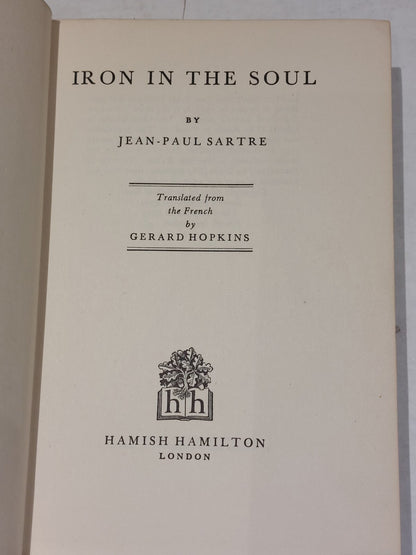 IRON IN THE SOUL
BY
JEAN-PAUL SARTRE
Translated from
the French
by
GERARD HOPKINS
hh
HAMISH HAMILTON
LONDON